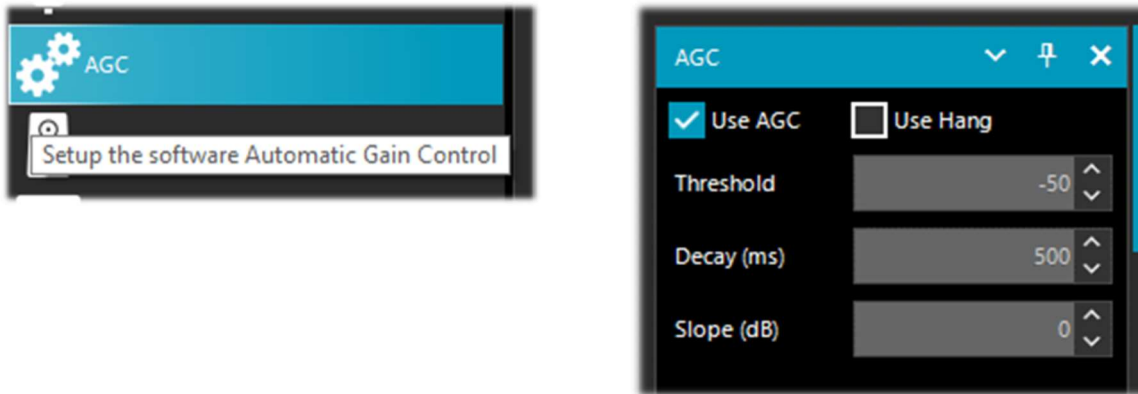 AGC
Setup the software Automatic Gain Control
AGC
Use AGC Use Hang
Threshold -50
Decay (ms) 500
Slope (dB) 0